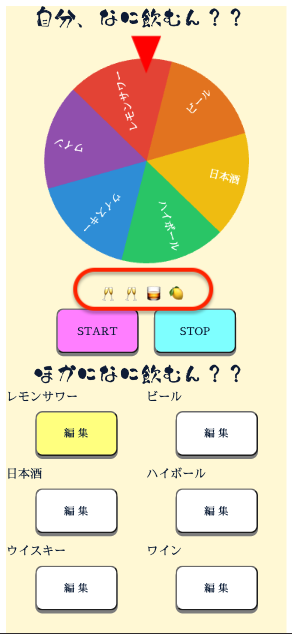 自分、なに飲むん？？
レモンサワー
ビール
日本酒
ハイボール
ウイスキー
ワイン
START STOP
ほかになに飲むん？？
レモンサワー ビール
編集 編集
日本酒 ハイボール
編集 編集
ウイスキー ワイン
編集 編集